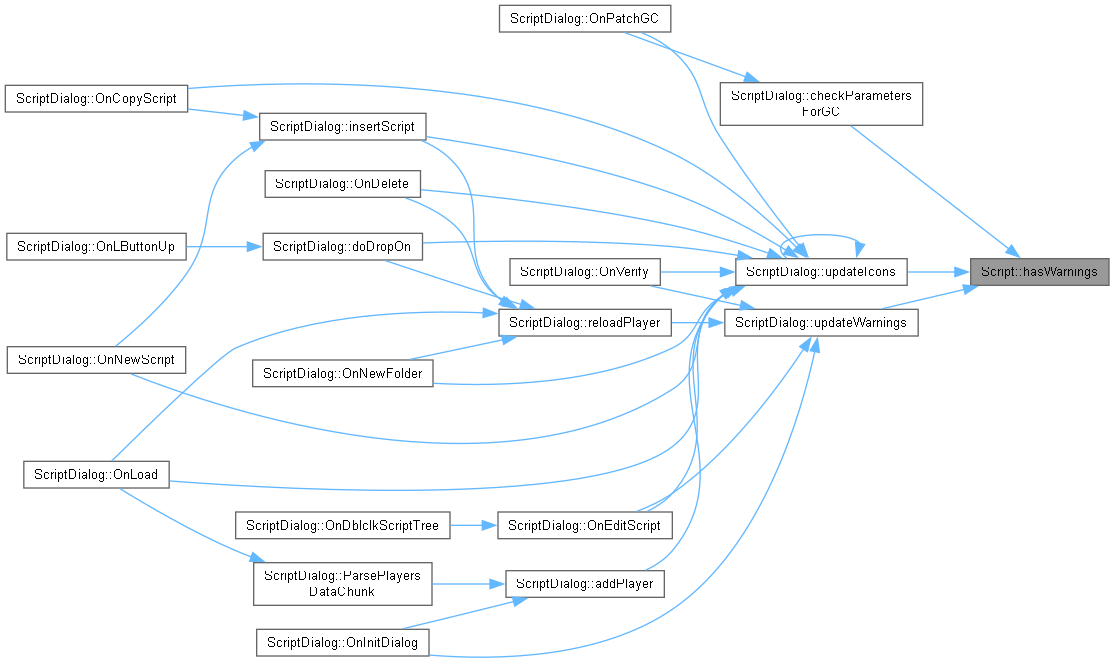 ScriptDialog::OnPatchGC
ScriptDialog::checkParameters
ForGC
ScriptDialog::OnCopyScript
ScriptDialog::insertScript
ScriptDialog::OnDelete
ScriptDialog::OnLButtonUp
ScriptDialog::doDropOn
ScriptDialog::OnVerify
ScriptDialog::updateIcons
Script::hasWarnings
ScriptDialog::reloadPlayer
ScriptDialog::updateWarnings
ScriptDialog::OnNewScript
ScriptDialog::OnNewFolder
ScriptDialog::OnLoad
ScriptDialog::OnDblclkScriptTree
ScriptDialog::OnEditScript
ScriptDialog::ParsePlayers
DataChunk
ScriptDialog::addPlayer
ScriptDialog::OnInitDialog